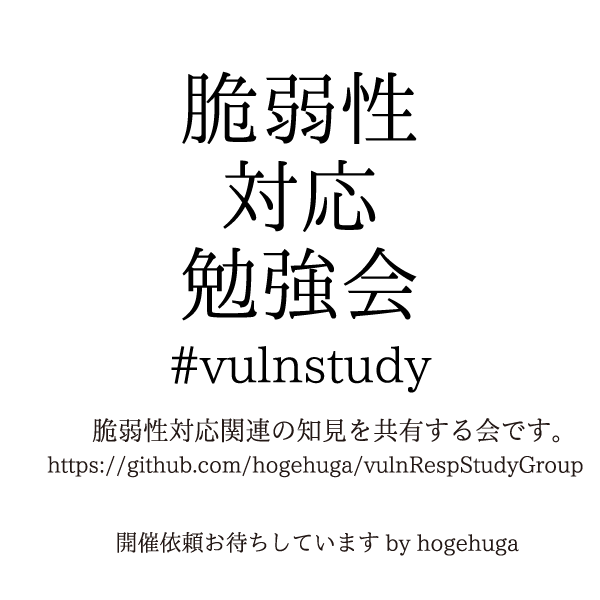 脆弱性
対応
勉強会
#vulnstudy
脆弱性対応関連の知見を共有する会です。
https://github.com/hogehuga/vulnRespStudyGroup
開催依頼お待ちしています by hogehuga